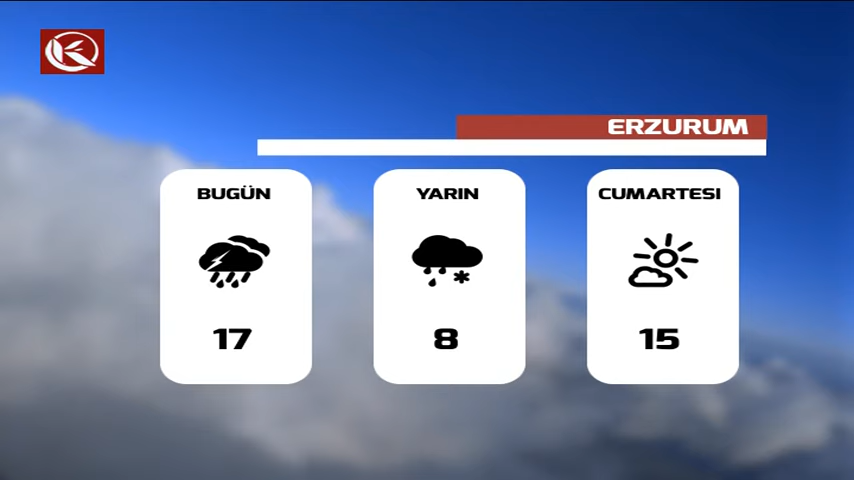 ERZURUM
BUGÜN
YARIN
CUMARTESI
17
8
15